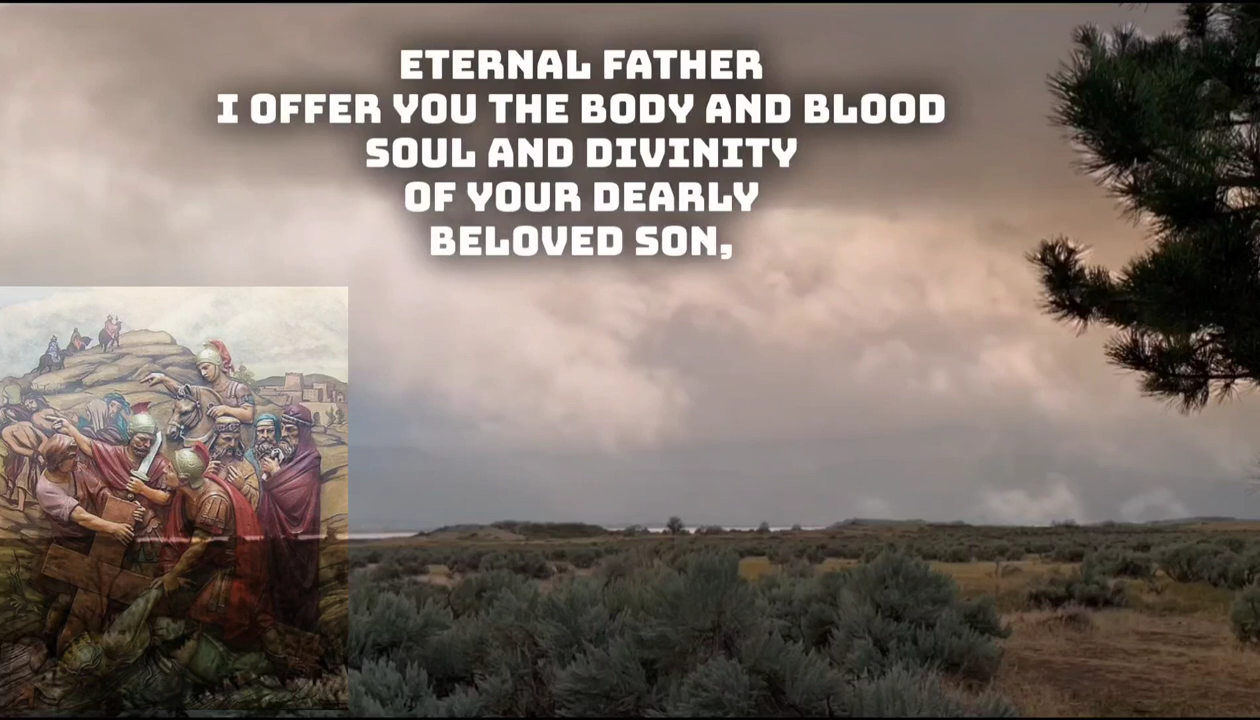 ETERNAL FATHER
I OFFER YOU THE BODY AND BLOOD
SOUL AND DIVINITY
OF YOUR DEARLY
BELOVED SON,